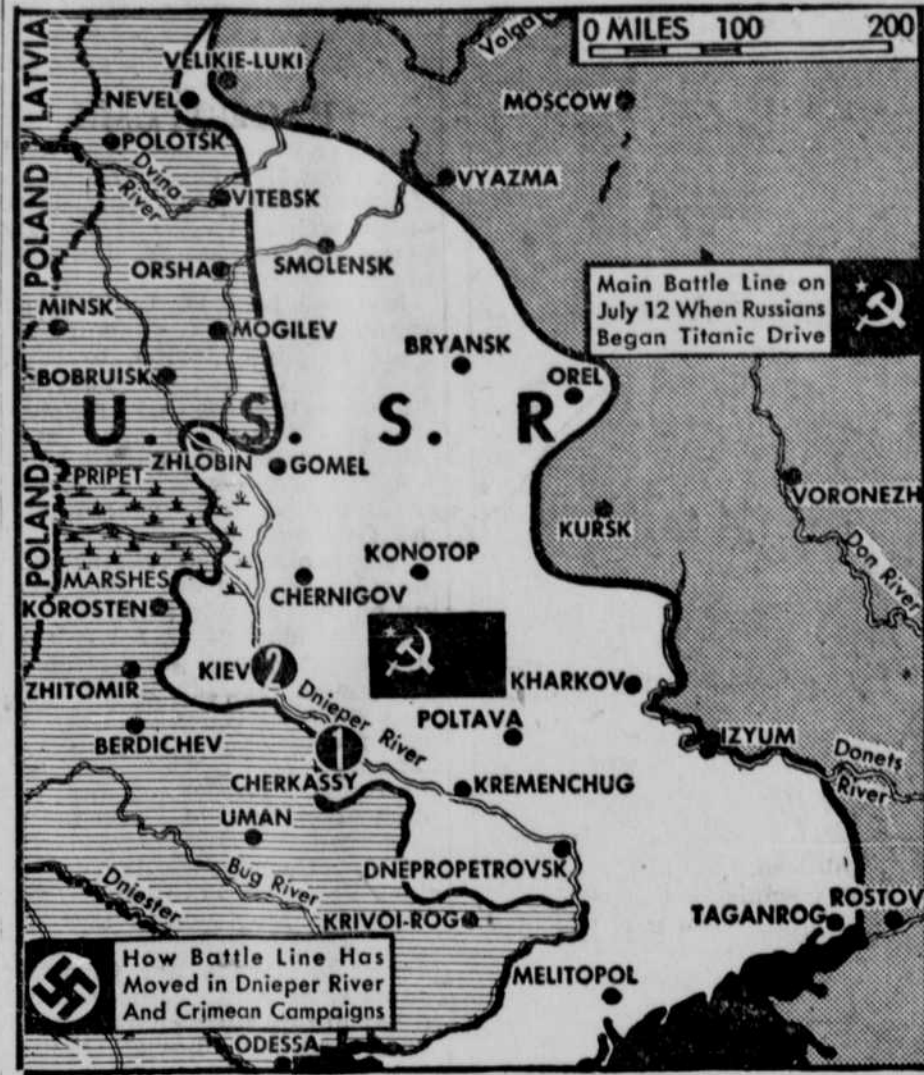 0 MILES 100 200
LATVIA
POLAND
POLAND
Volga
VELIKIE-LUKI
NEVEL
MOSCOW
POLOTSK
Dvina
River
VITEBSK
VYAZMA
ORSHA
SMOLENSK
Main Battle Line on
July 12 When Russians
Began Titanic Drive
MINSK
MOGILEV
BRYANSK
BOBRUISK
OREL
U. S. S. R
ZHLOBIN
GOMEL
PRIPET
VORONEZH
KURSK
Don River
KONOTOP
MARSHES
CHERNIGOV
KOROSTEN
KIEV
2
Dnieper River
KHARKOV
ZHITOMIR
POLTAVA
BERDICHEV
1
IZYUM
Donets
River
CHERKASSY
KREMENCHUG
UMAN
Bug River
DNEPROPETROVSK
Dniester
KRIVOI-ROG
TAGANROG
ROSTOV
How Battle Line Has
Moved in Dnieper River
And Crimean Campaigns
MELITOPOL
ODESSA